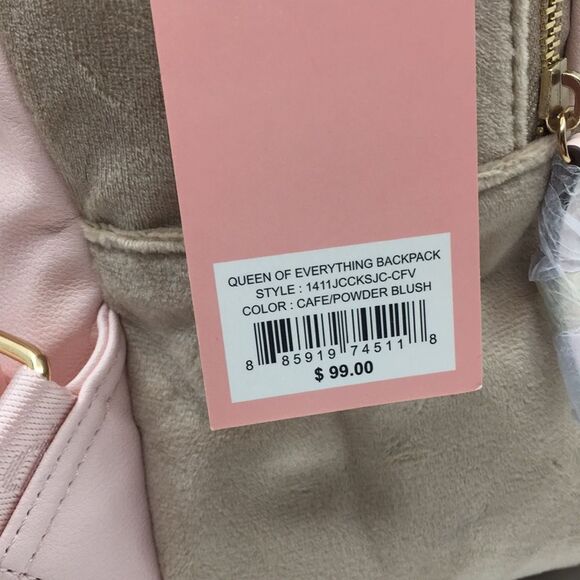 QUEEN OF EVERYTHING BACKPACK
STYLE : 1411JCCKSJC-CFV
COLOR : CAFE/POWDER BLUSH
8 85919 74511 8
$ 99.00